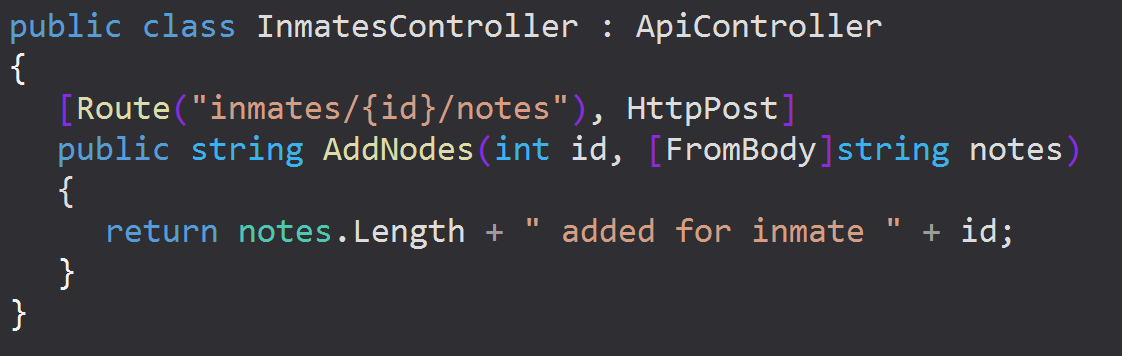 public class InmatesController : ApiController
{
[Route("inmates/{id}/notes"), HttpPost]
public string AddNodes(int id, [FromBody]string notes)
{
return notes.Length + " added for inmate " + id;
}
}